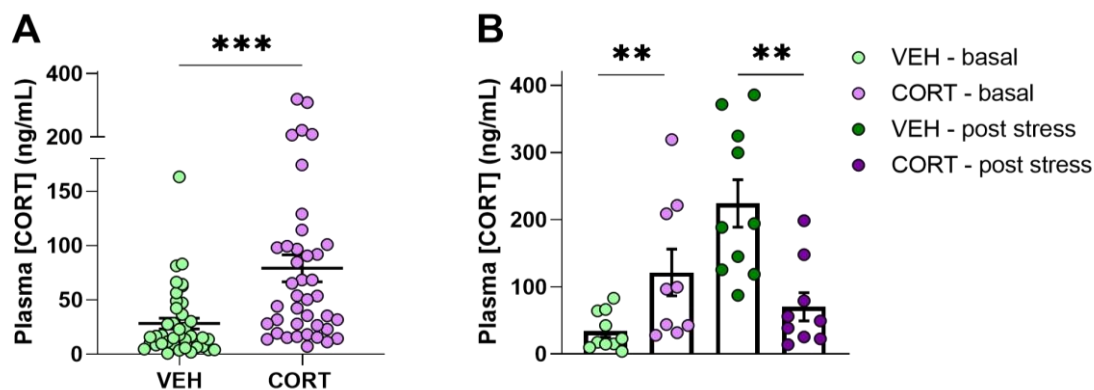 A
***
Plasma [CORT] (ng/mL)
400
200
150
100
50
0
VEH
CORT
B
**
**
Plasma [CORT] (ng/mL)
400
300
200
100
0
VEH - basal
CORT - basal
VEH - post stress
CORT - post stress